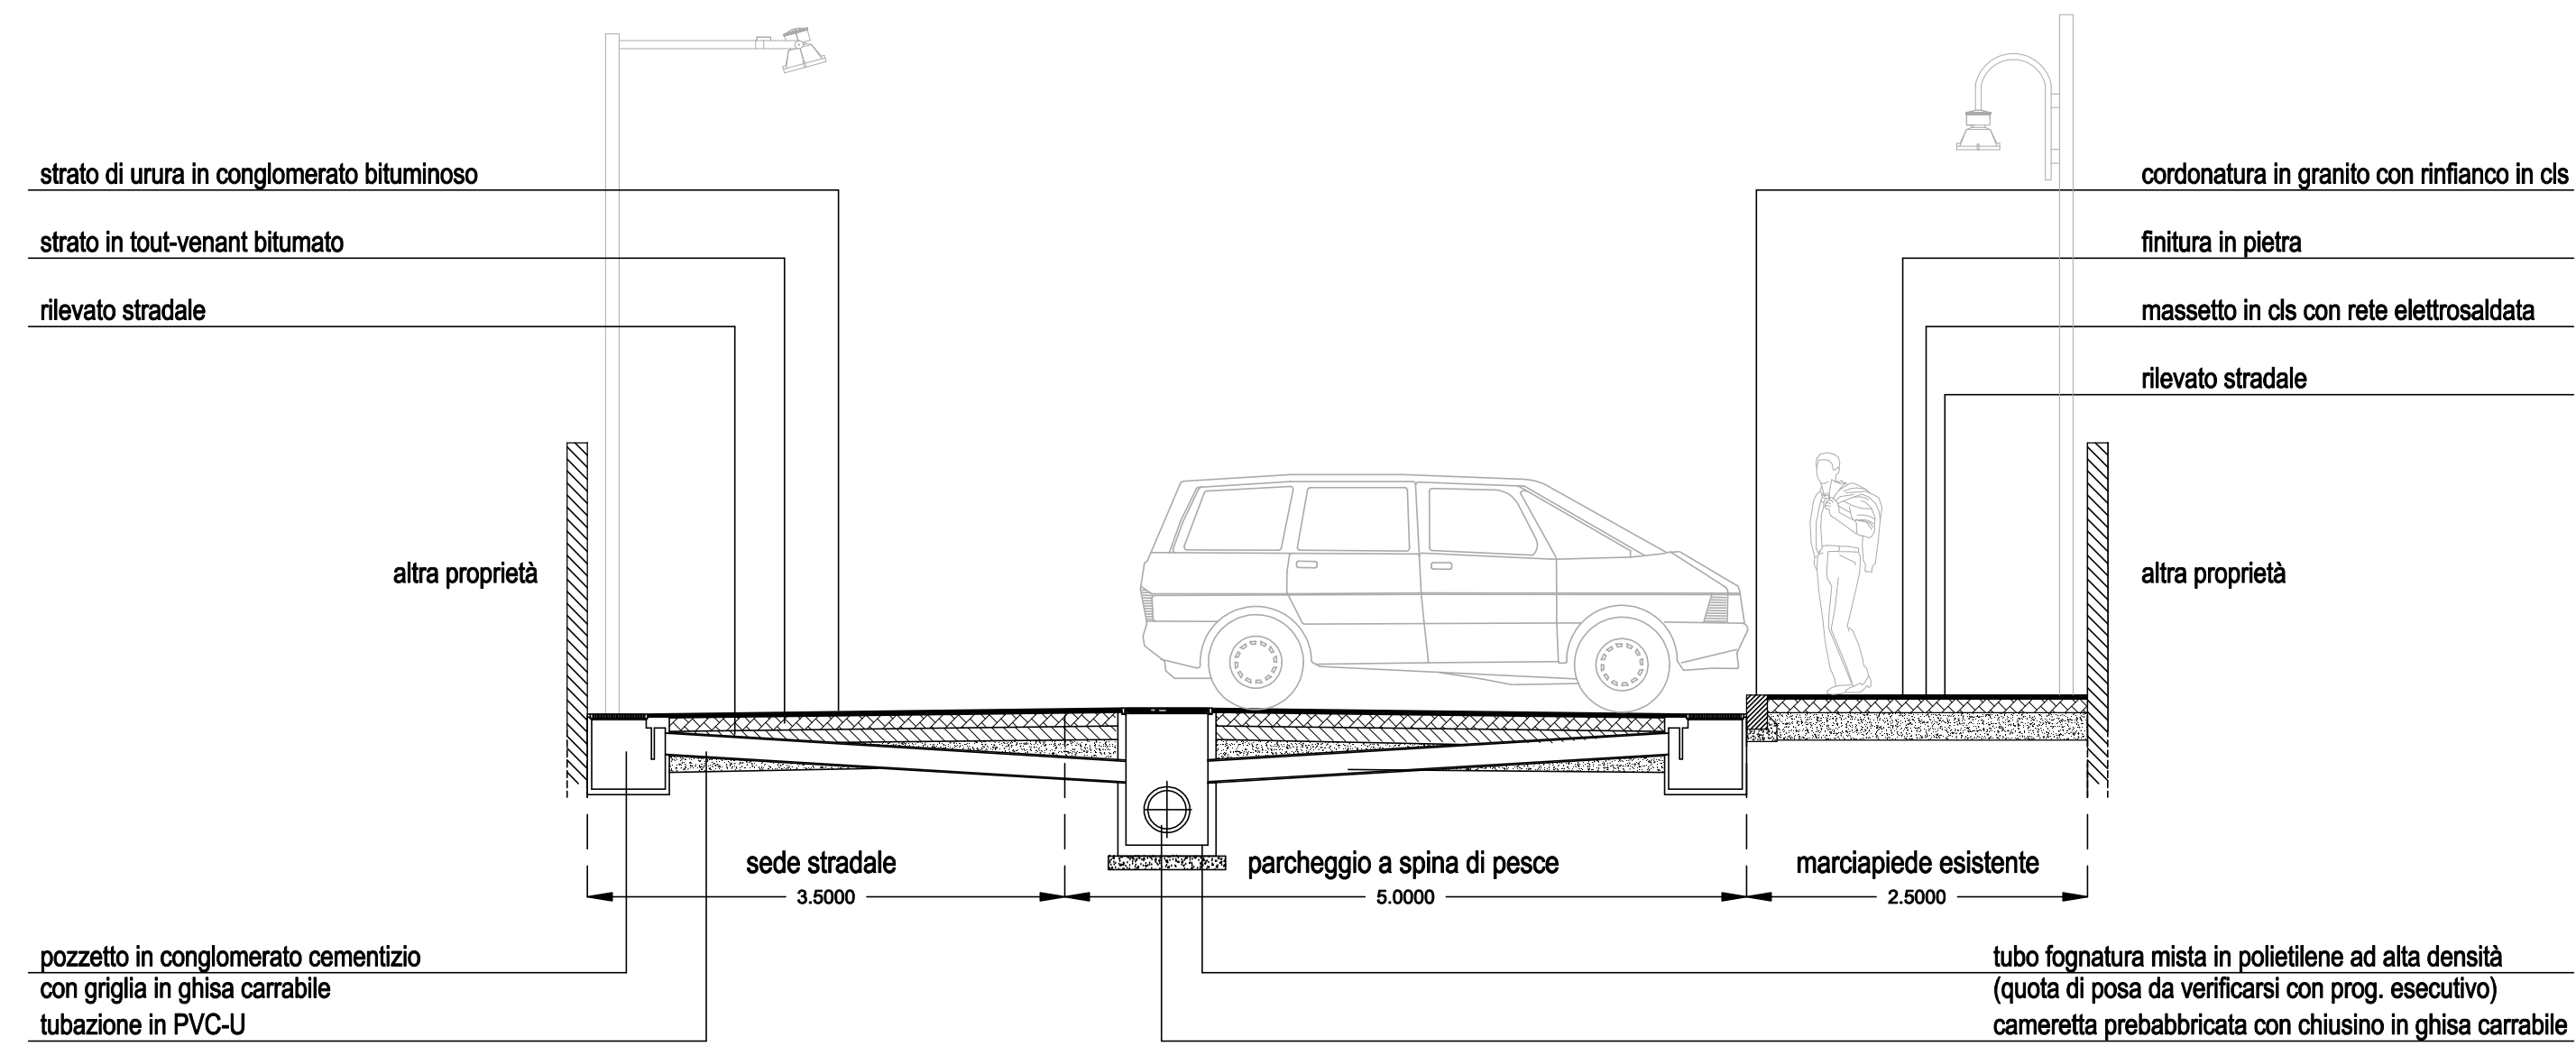 strato di urura in conglomerato bituminoso
strato in tout-venant bitumato
rilevato stradale
cordonatura in granito con rinfianco in cls
finitura in pietra
massetto in cls con rete elettrosaldata
rilevato stradale
altra proprietà
altra proprietà
sede stradale
3.5000
parcheggio a spina di pesce
5.0000
marciapiede esistente
2.5000
pozzetto in conglomerato cementizio
con griglia in ghisa carrabile
tubazione in PVC-U
tubo fognatura mista in polietilene ad alta densità
(quota di posa da verificarsi con prog. esecutivo)
cameretta prebabbricata con chiusino in ghisa carrabile